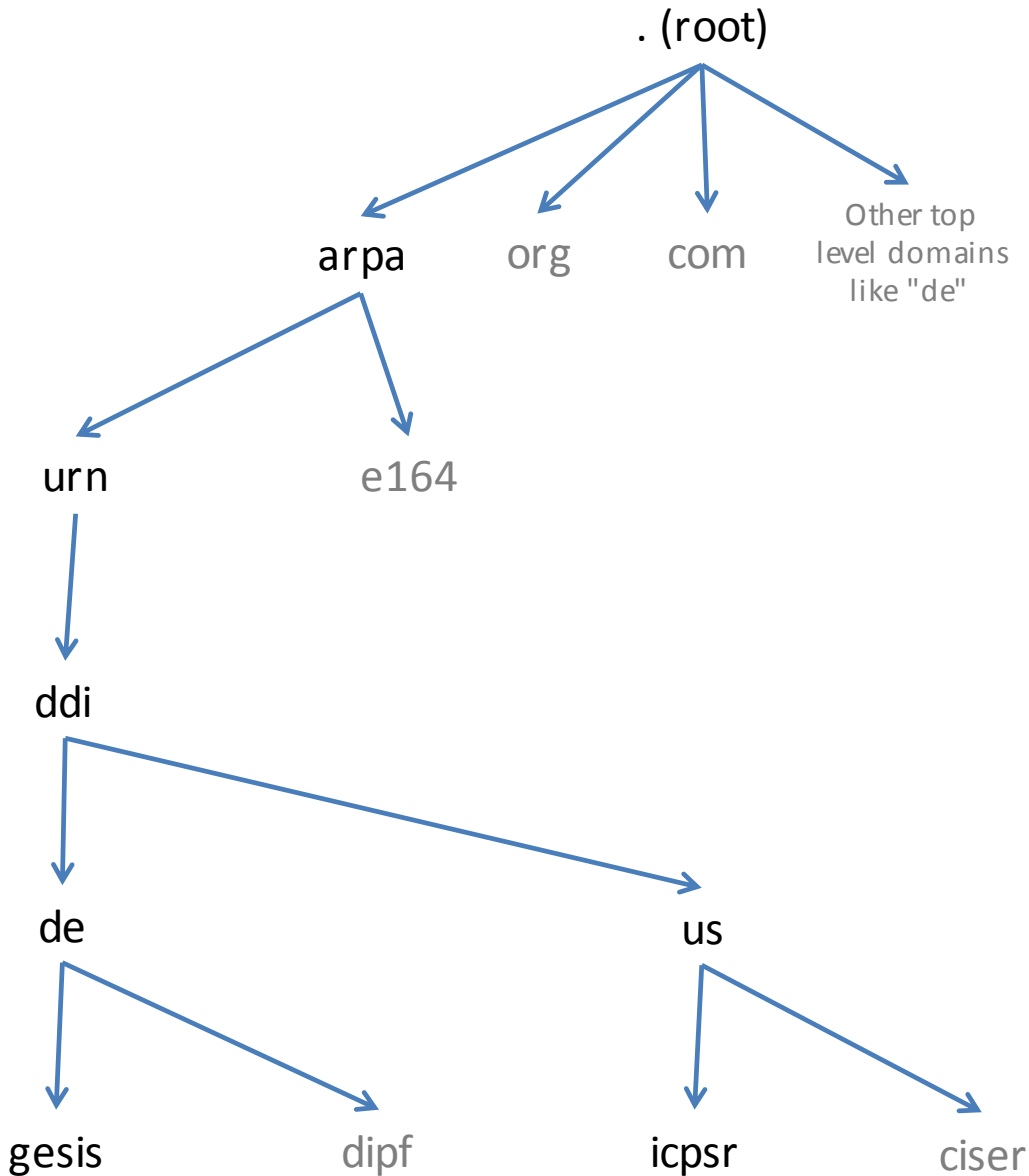 . (root)
arpa
org
com
Other top
level domains
like "de"
urn
e164
ddi
de
us
gesis
dipf
icpsr
ciser